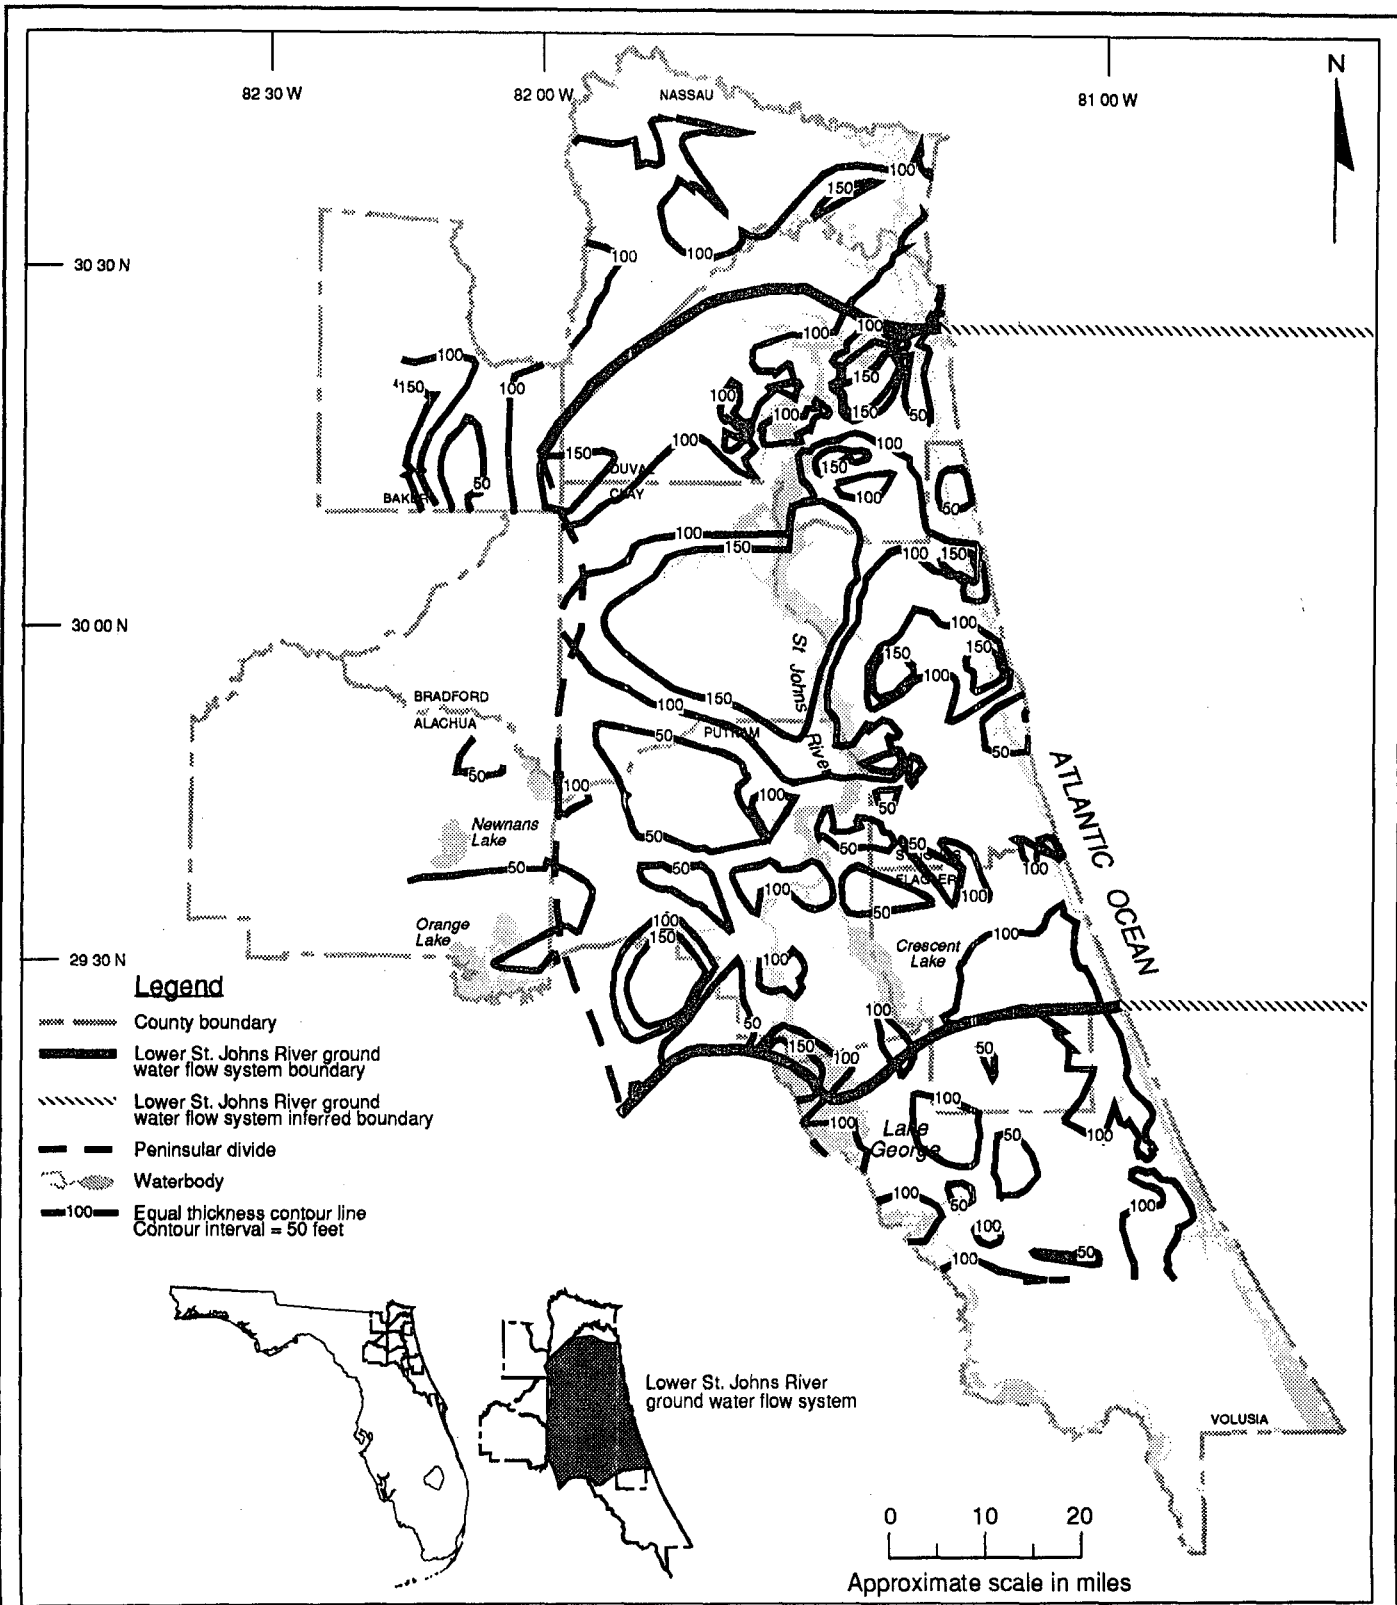 82 30 W
82 00 W
81 00 W
N
NASSAU
100
150
100
100
30 30 N
100
100
100
150
100
100
150
150
50
100
100
150
DUVAL
CLAY
100
150
100
50
50
BAKER
100
150
100
150
30 00 N
St Johns River
100
150
150
100
BRADFORD
ALACHUA
100
150
50
PUTNAM
50
50
100
100
50
50
50
50
FLAGLER
100
100
Newnans
Lake
50
50
100
50
Orange
Lake
100
150
100
Crescent
Lake
100
ATLANTIC OCEAN
29 30 N
50
150
100
100
50
100
100
Lake
George
50
100
100
50
100
100
50
100
Legend
County boundary
Lower St. Johns River ground
water flow system boundary
Lower St. Johns River ground
water flow system inferred boundary
Peninsular divide
Waterbody
100
Equal thickness contour line
Contour interval = 50 feet
Lower St. Johns River
ground water flow system
VOLUSIA
0 10 20
Approximate scale in miles